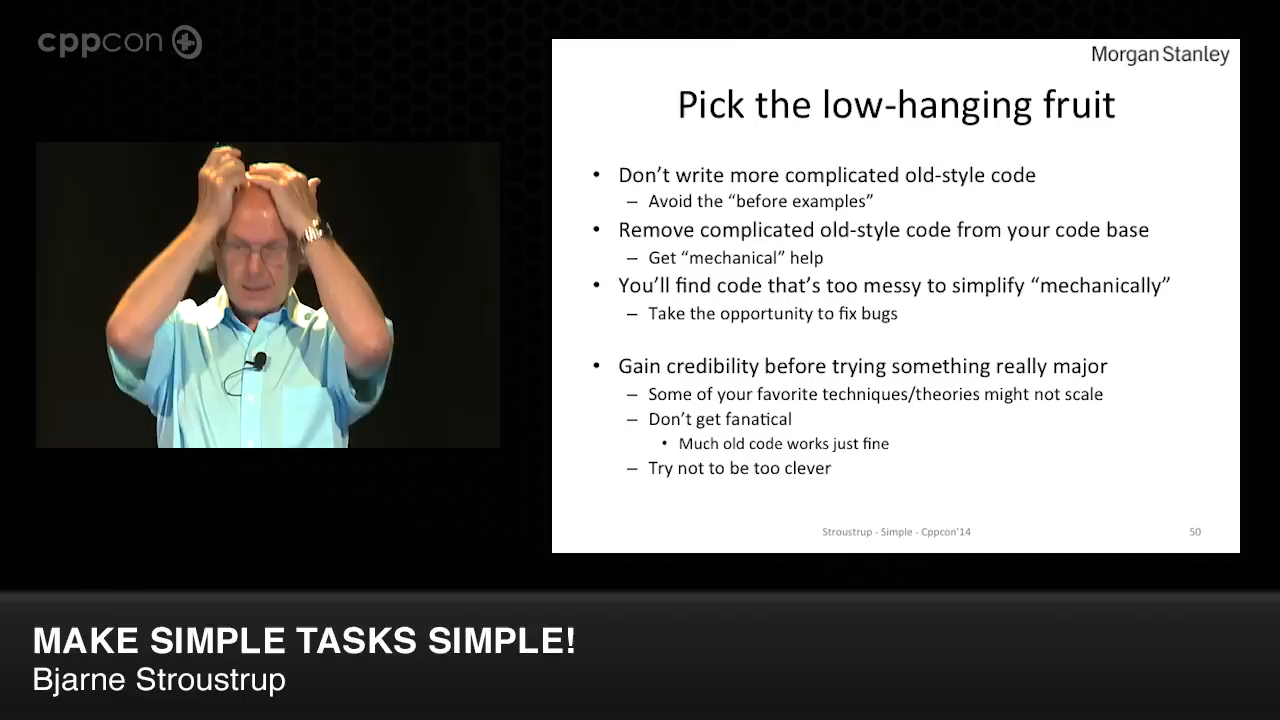 cppcon
Morgan Stanley
Pick the low-hanging fruit
• Don't write more complicated old-style code
– Avoid the “before examples”
• Remove complicated old-style code from your code base
– Get “mechanical” help
• You'll find code that's too messy to simplify “mechanically”
– Take the opportunity to fix bugs
• Gain credibility before trying something really major
– Some of your favorite techniques/theories might not scale
– Don't get fanatical
• Much old code works just fine
– Try not to be too clever
Stroustrup - Simple - Cppcon'14
50
MAKE SIMPLE TASKS SIMPLE!
Bjarne Stroustrup